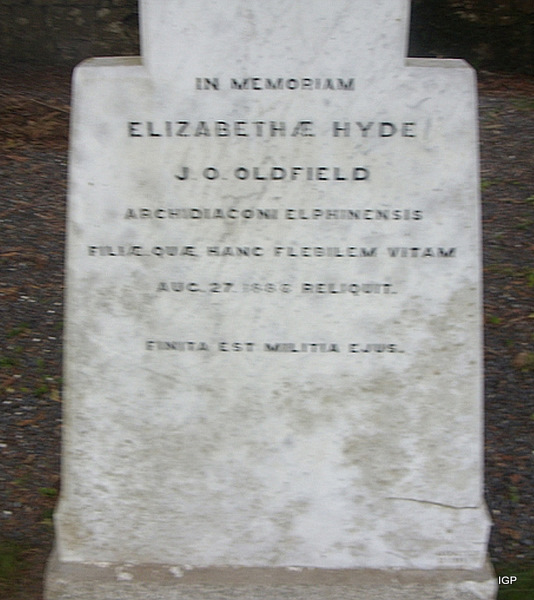 IN MEMORIAM
ELIZABETHÆ HYDE
J. O. OLDFIELD
ARCHIDIACONI ELPHINENSIS
FILIÆ QUÆ HANC FLEBILEM VITAM
AUG. 27. RELIQUIT.
FINITA EST MILITIA EJUS.
IGP